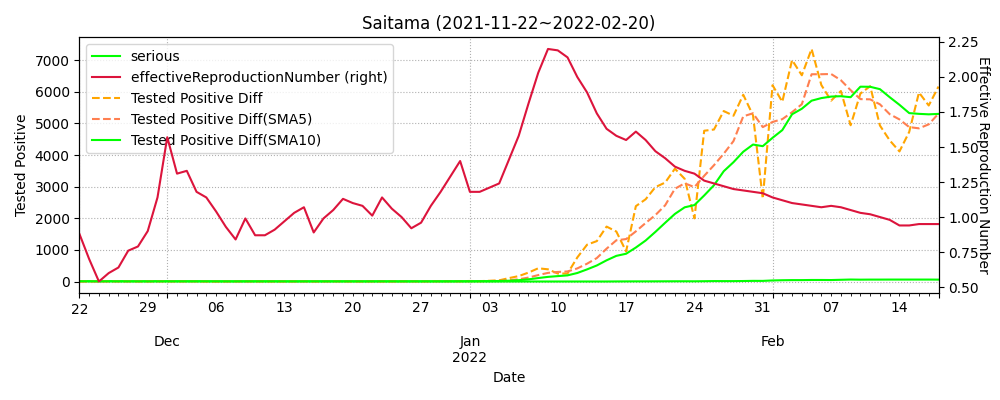 Saitama (2021-11-22~2022-02-20)
serious
effectiveReproductionNumber (right)
Tested Positive Diff
Tested Positive Diff(SMA5)
Tested Positive Diff(SMA10)
Tested Positive
7000
6000
5000
4000
3000
2000
1000
0
2.25
2.00
1.75
1.50
1.25
1.00
0.75
0.50
Effective Reproduction Number
22 29 06 13 20 27 03 10 17 24 31 07 14
Dec Jan Feb
2022
Date